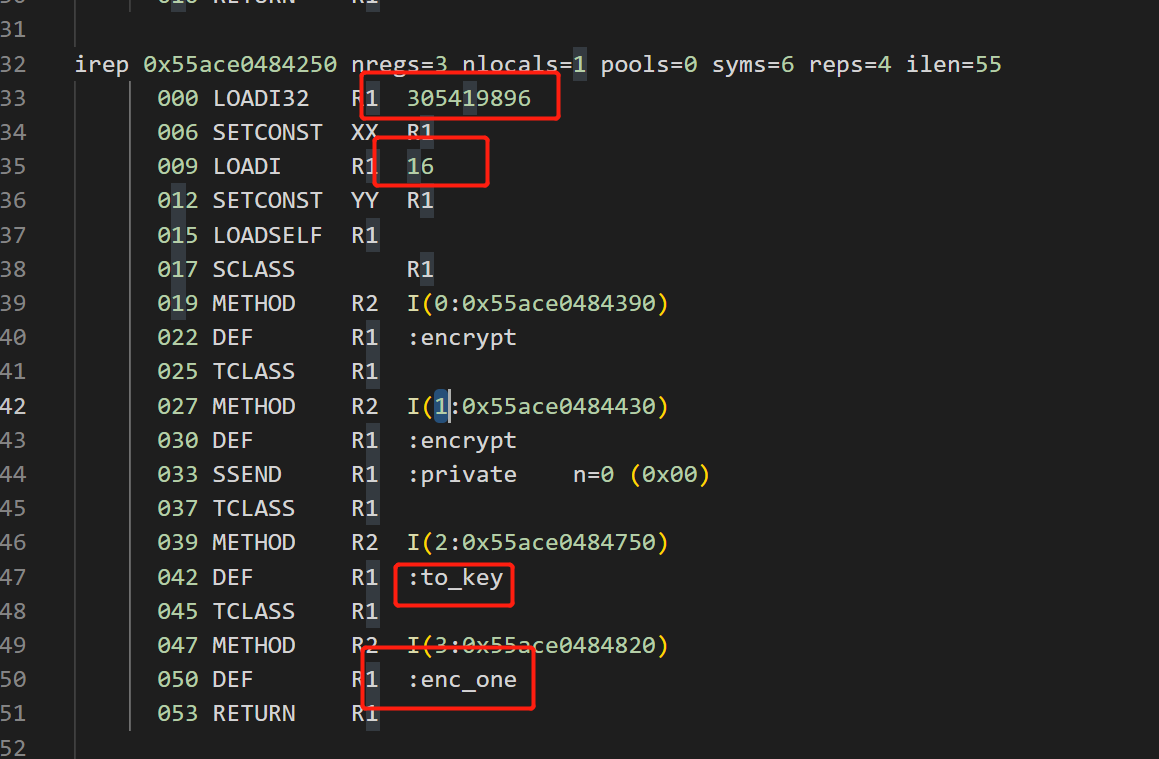 31
32 irep 0x55ace0484250 nregs=3 nlocals=1 pools=0 syms=6 reps=4 ilen=55
33 000 LOADI32 R1 305419896
34 006 SETCONST XX R1
35 009 LOADI R1 16
36 012 SETCONST YY R1
37 015 LOADSELF R1
38 017 SCLASS R1
39 019 METHOD R2 I(0:0x55ace0484390)
40 022 DEF R1 :encrypt
41 025 TCLASS R1
42 027 METHOD R2 I(1:0x55ace0484430)
43 030 DEF R1 :encrypt
44 033 SSEND R1 :private n=0 (0x00)
45 037 TCLASS R1
46 039 METHOD R2 I(2:0x55ace0484750)
47 042 DEF R1 :to_key
48 045 TCLASS R1
49 047 METHOD R2 I(3:0x55ace0484820)
50 050 DEF R1 :enc_one
51 053 RETURN R1
52